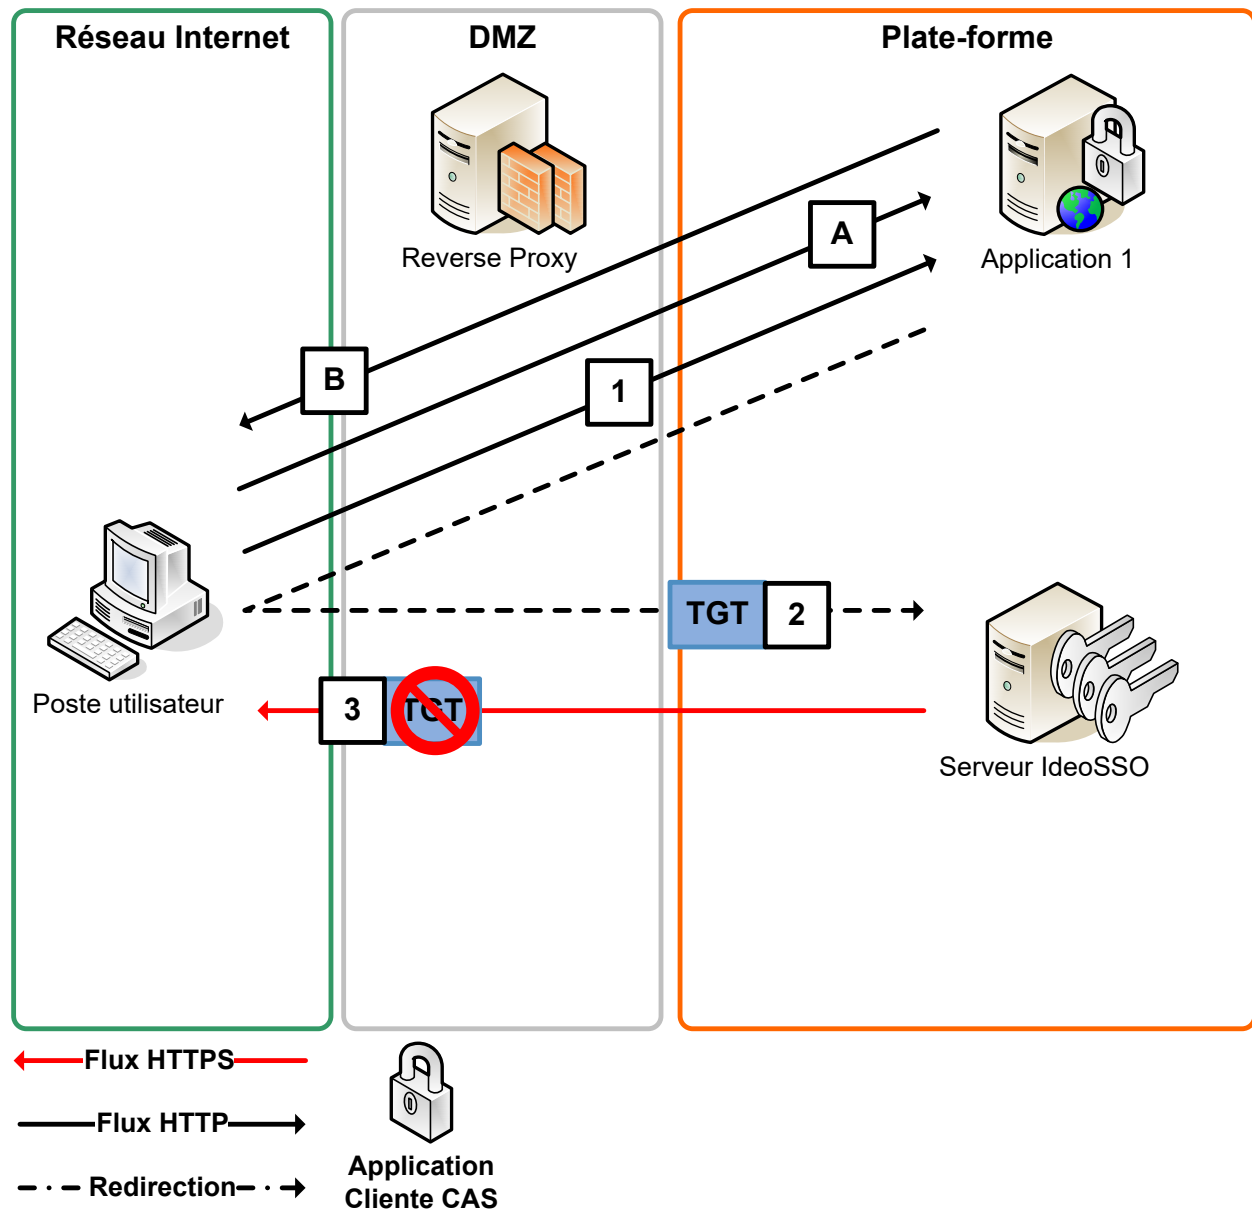 Réseau Internet
DMZ
Plate-forme
Reverse Proxy
Application 1
A
B
1
TGT
2
Poste utilisateur
3
TGT
Serveur IdeoSSO
Flux HTTPS
Flux HTTP
Redirection
Application
Cliente CAS